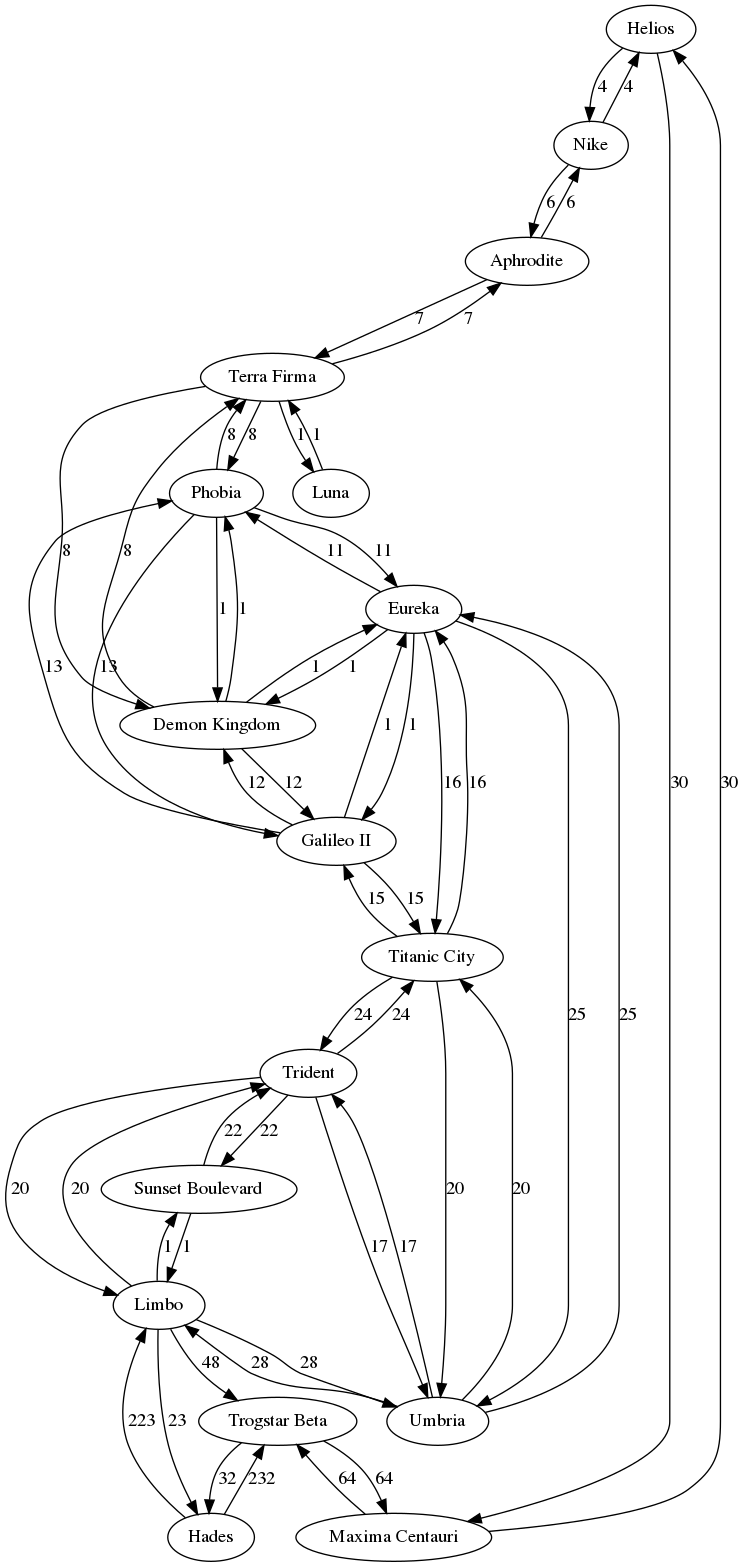 Helios
4 4
Nike
6 6
Aphrodite
7 7
Terra Firma
8 8 1 1
Phobia Luna
8 8 11 11
Eureka
13 13 1 1 1 1
Demon Kingdom
12 12 1 1 16 16 30 30
Galileo II
15 15
Titanic City
24 24 25 25
Trident
22 22
20 20 Sunset Boulevard 20 20
1 1 17 17
Limbo
48 28 28
223 23 Trogstar Beta Umbria
32 232 64 64
Hades Maxima Centauri